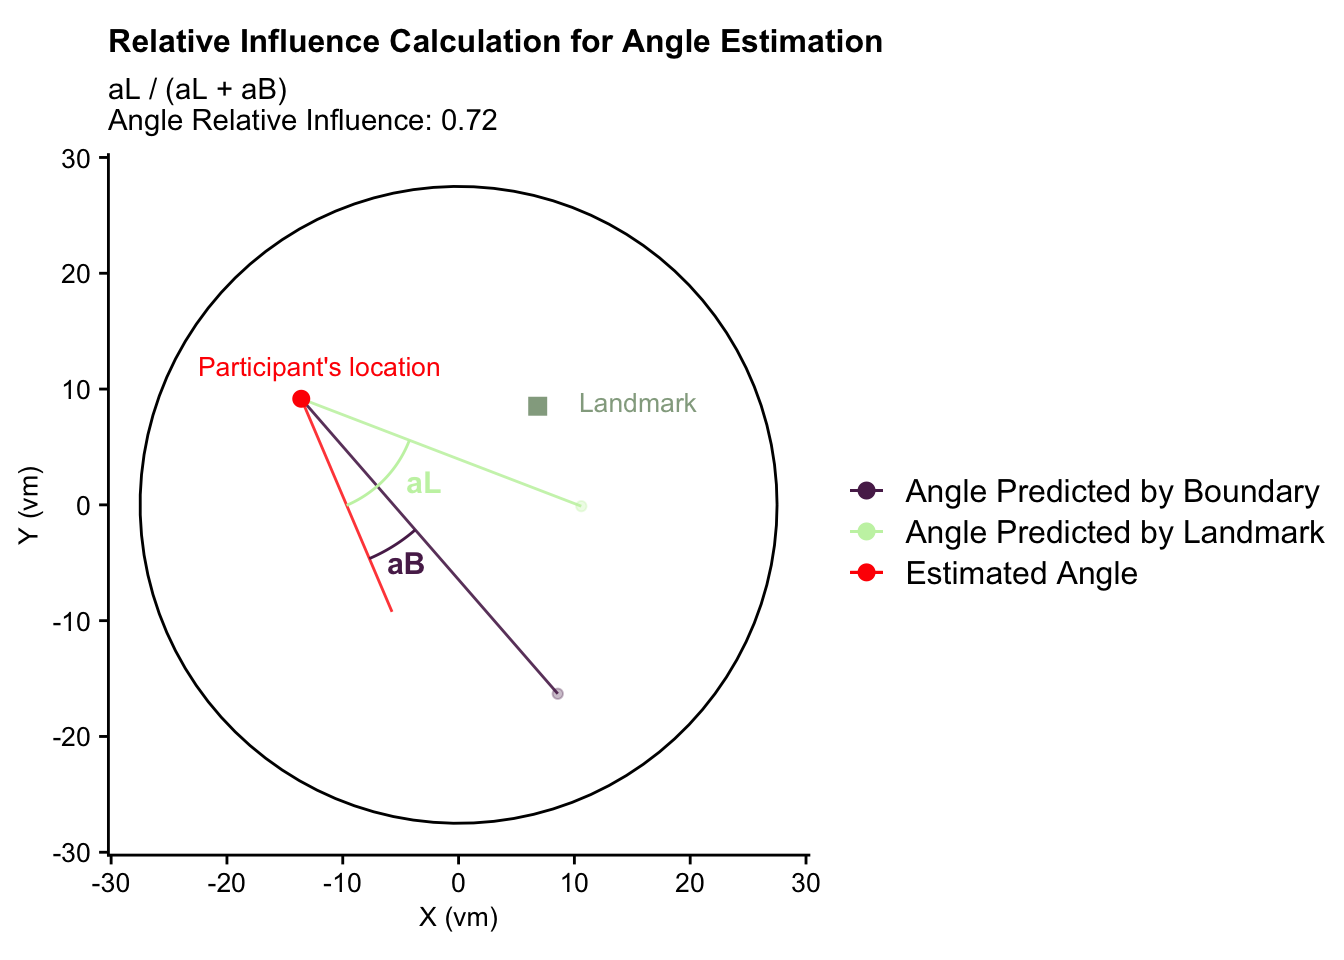 Relative Influence Calculation for Angle Estimation
aL / (aL + aB)
Angle Relative Influence: 0.72
30
20
10
0
-10
-20
-30
Y (vm)
Participant's location
Landmark
aL
aB
-30 -20 -10 0 10 20 30
X (vm)
Angle Predicted by Boundary
Angle Predicted by Landmark
Estimated Angle